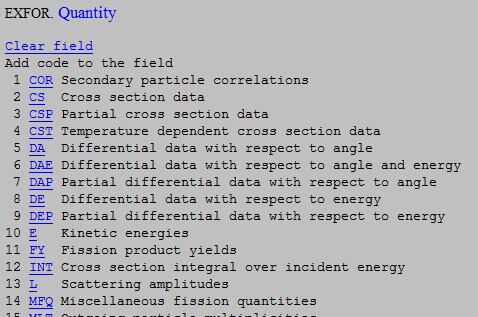 EXFOR. Quantity
Clear field
Add code to the field
1 COR Secondary particle correlations
2 CS Cross section data
3 CSP Partial cross section data
4 CST Temperature dependent cross section data
5 DA Differential data with respect to angle
6 DAE Differential data with respect to angle and energy
7 DAP Partial differential data with respect to angle
8 DE Differential data with respect to energy
9 DEP Partial differential data with respect to energy
10 E Kinetic energies
11 FY Fission product yields
12 INT Cross section integral over incident energy
13 L Scattering amplitudes
14 MFQ Miscellaneous fission quantities